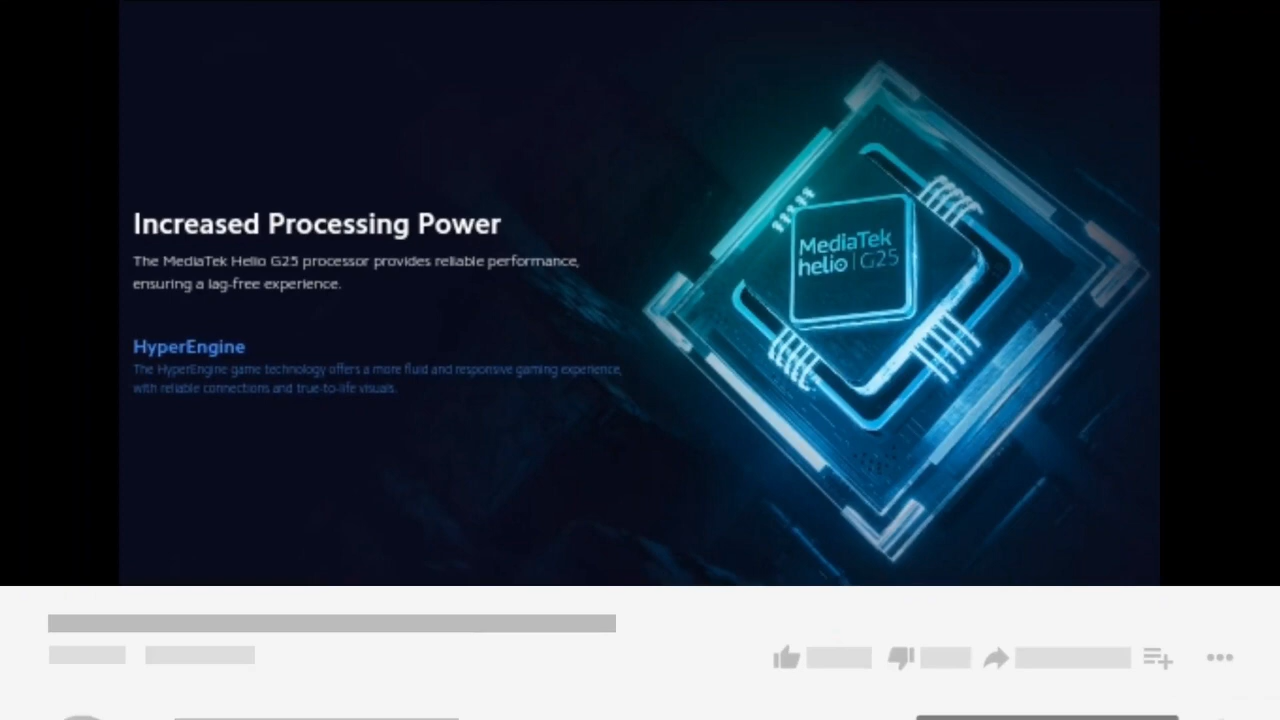 Increased Processing Power
The MediaTek Helio G25 processor provides reliable performance,
ensuring a lag-free experience.
HyperEngine
The HyperEngine game technology offers a more fluid and responsive gaming experience,
with reliable connections and true-to-life visuals.
MediaTek
helio | G25